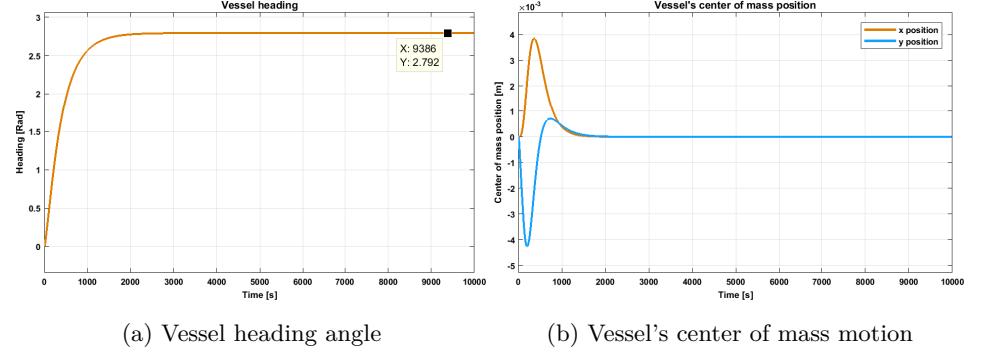 Vessel heading
3
2.5
2
1.5
1
0.5
0
Heading [Rad]
X: 9386
Y: 2.792
0 1000 2000 3000 4000 5000 6000 7000 8000 9000 10000
Time [s]
(a) Vessel heading angle
Vessel's center of mass position
×10⁻³
4
3
2
1
0
-1
-2
-3
-4
-5
Center of mass position [m]
x position
y position
0 1000 2000 3000 4000 5000 6000 7000 8000 9000 10000
Time [s]
(b) Vessel's center of mass motion